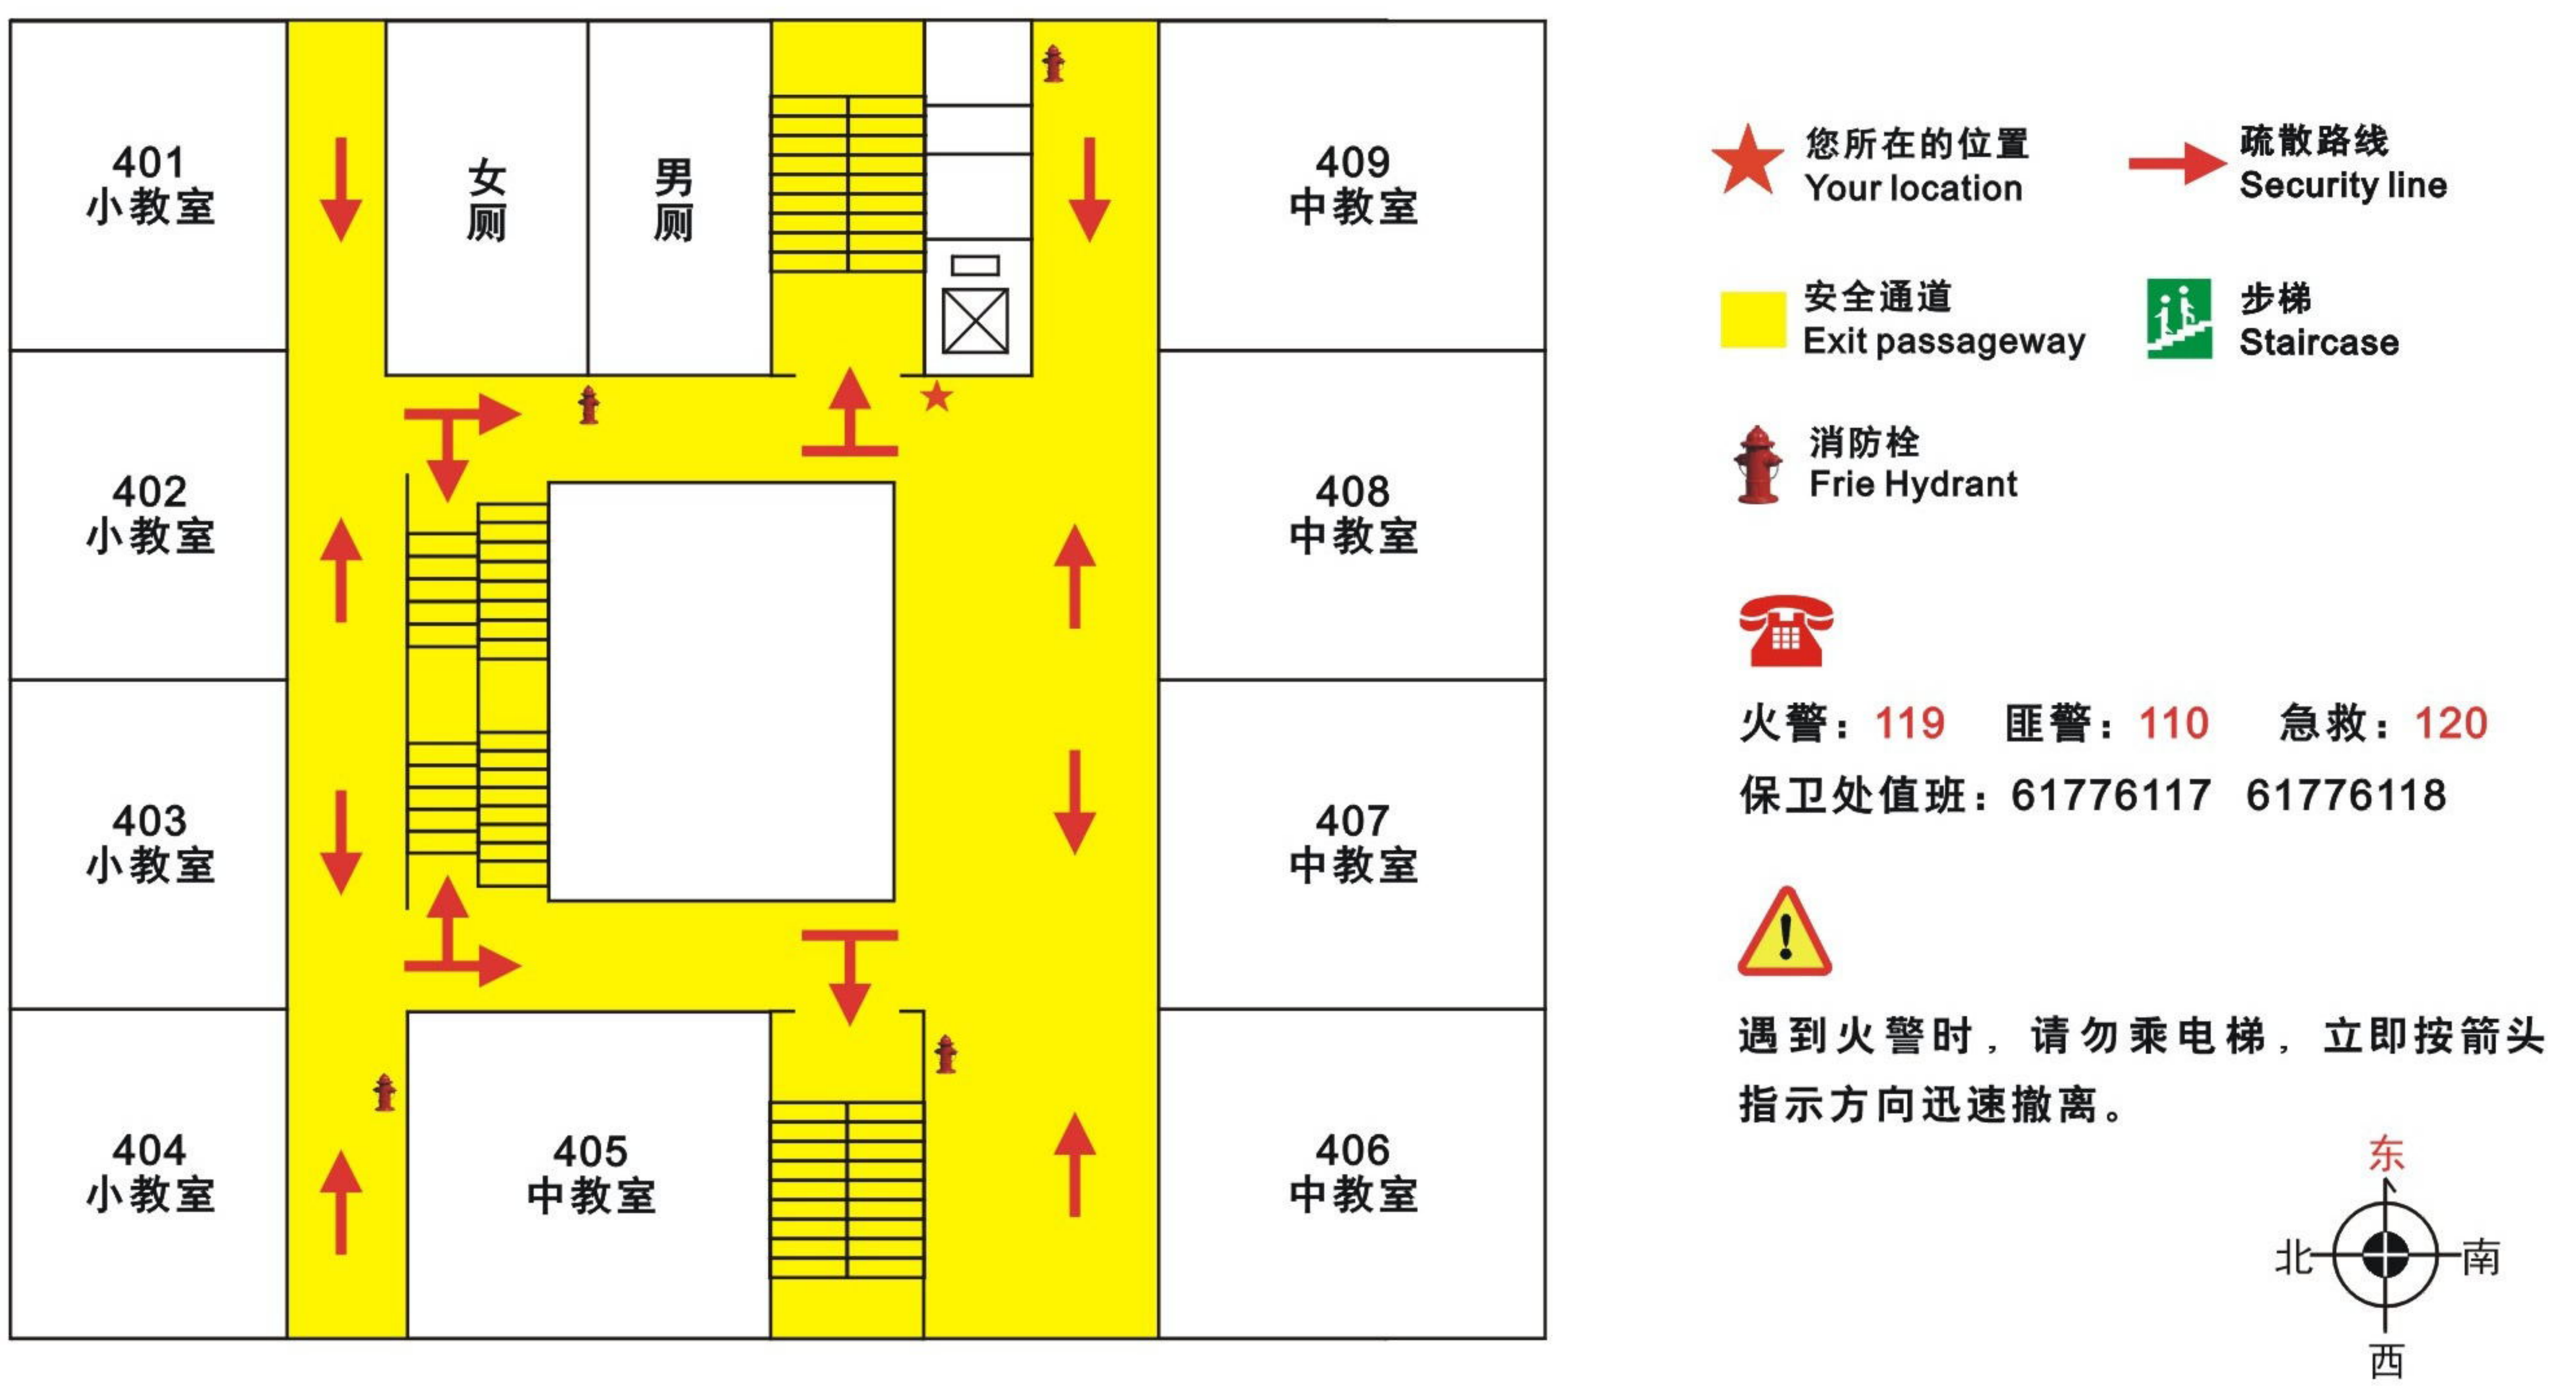 401
小教室
女厕
男厕
409
中教室
402
小教室
408
中教室
403
小教室
407
中教室
404
小教室
405
中教室
406
中教室
您所在的位置
Your location
疏散路线
Security line
安全通道
Exit passageway
步梯
Staircase
消防栓
Frie Hydrant
火警：119 匪警：110 急救：120
保卫处值班：61776117 61776118
遇到火警时，请勿乘电梯，立即按箭头
指示方向迅速撤离。
东
北
南
西